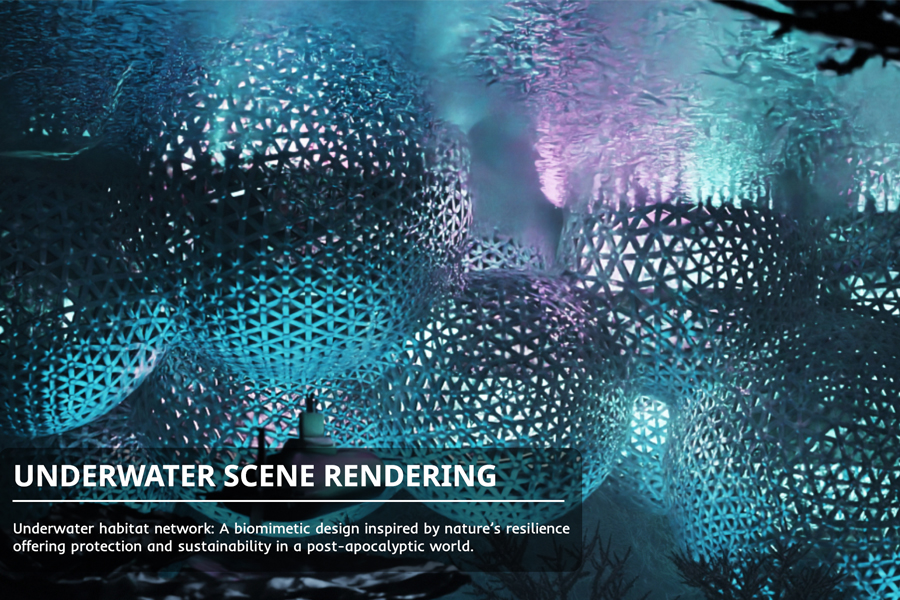 UNDERWATER SCENE RENDERING
Underwater habitat network: A biomimetic design inspired by nature's resilience
offering protection and sustainability in a post-apocalyptic world.